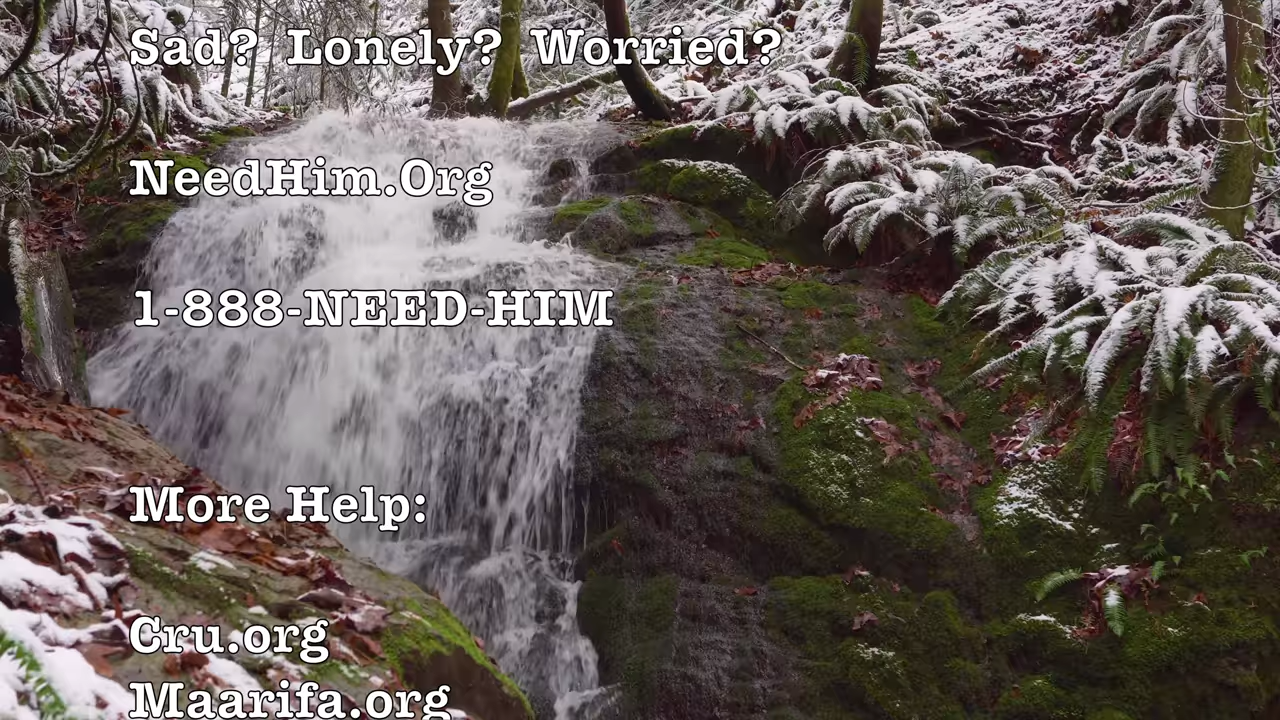 Sad? Lonely? Worried?
NeedHim.Org
1-888-NEED-HIM
More Help:
Cru.org
Maarifa.org